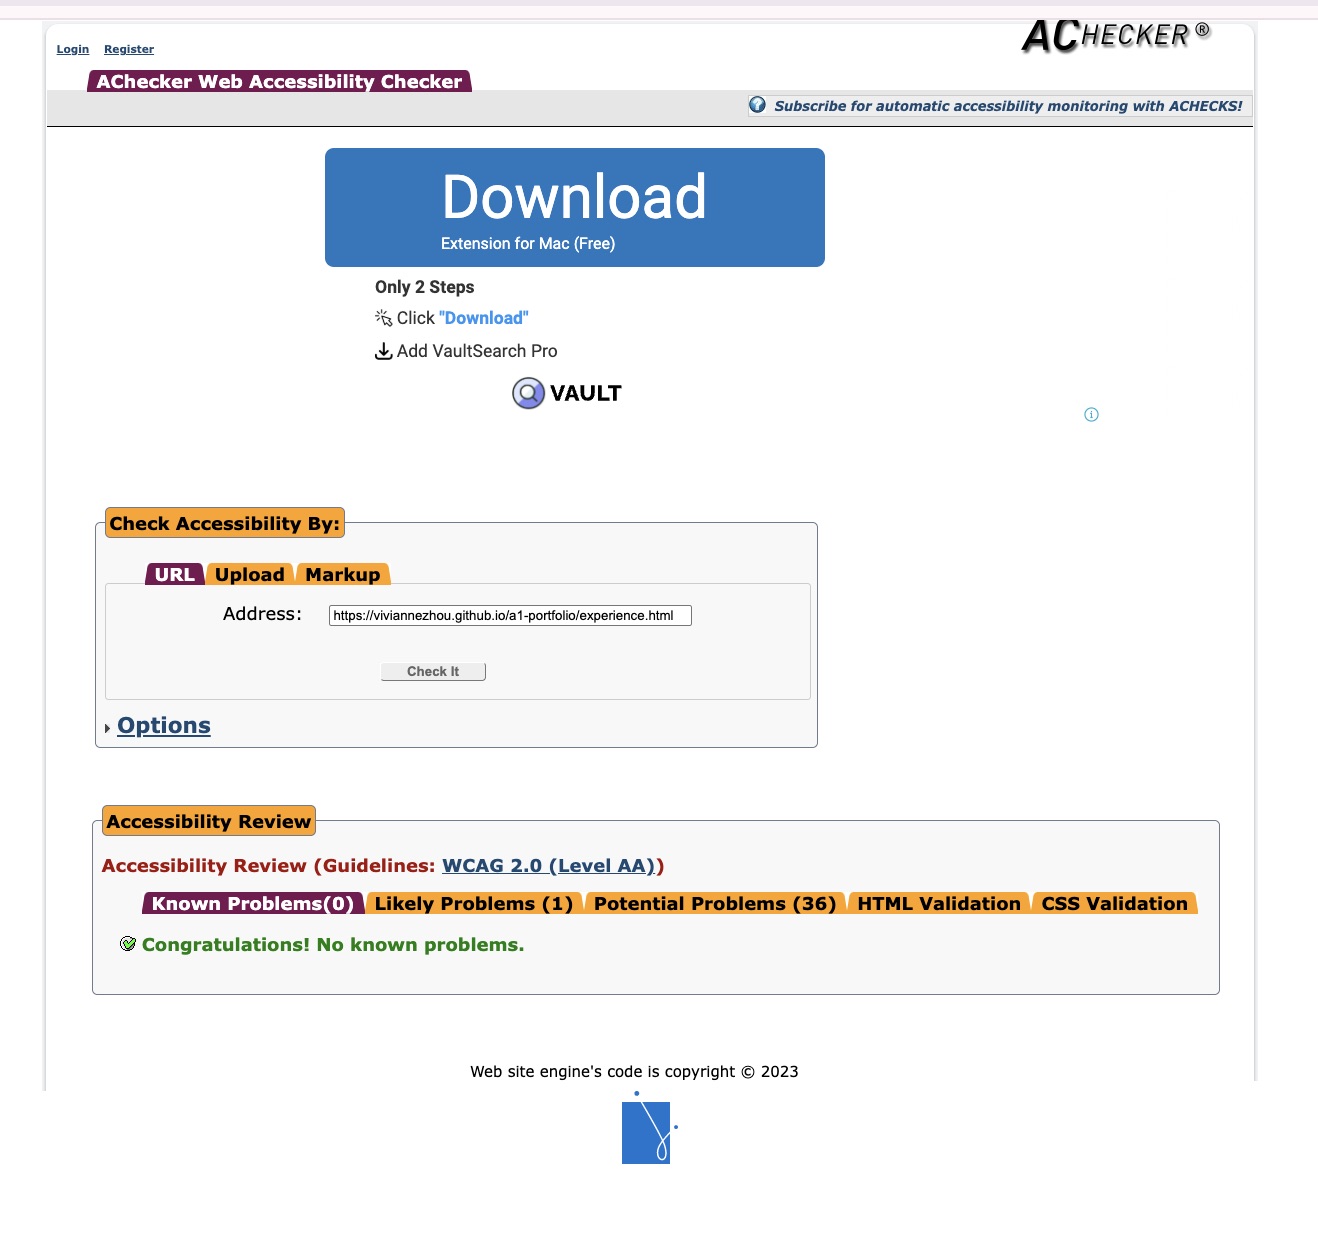 ACHECKER ®
Login Register
AChecker Web Accessibility Checker
Subscribe for automatic accessibility monitoring with ACHECKS!
Download
Extension for Mac (Free)
Only 2 Steps
Click "Download"
Add VaultSearch Pro
VAULT
Check Accessibility By:
URL Upload Markup
Address: https://viviannezhou.github.io/a1-portfolio/experience.html
Check It
Options
Accessibility Review
Accessibility Review (Guidelines: WCAG 2.0 (Level AA))
Known Problems(0) Likely Problems (1) Potential Problems (36) HTML Validation CSS Validation
Congratulations! No known problems.
Web site engine's code is copyright © 2023